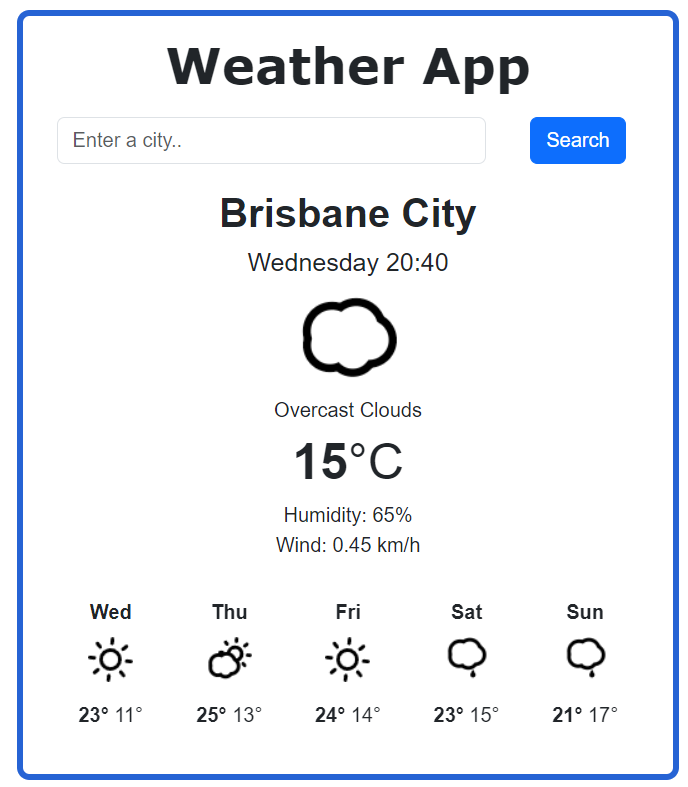 Weather App
Enter a city..
Search
Brisbane City
Wednesday 20:40
Overcast Clouds
15°C
Humidity: 65%
Wind: 0.45 km/h
Wed Thu Fri Sat Sun
23° 11° 25° 13° 24° 14° 23° 15° 21° 17°